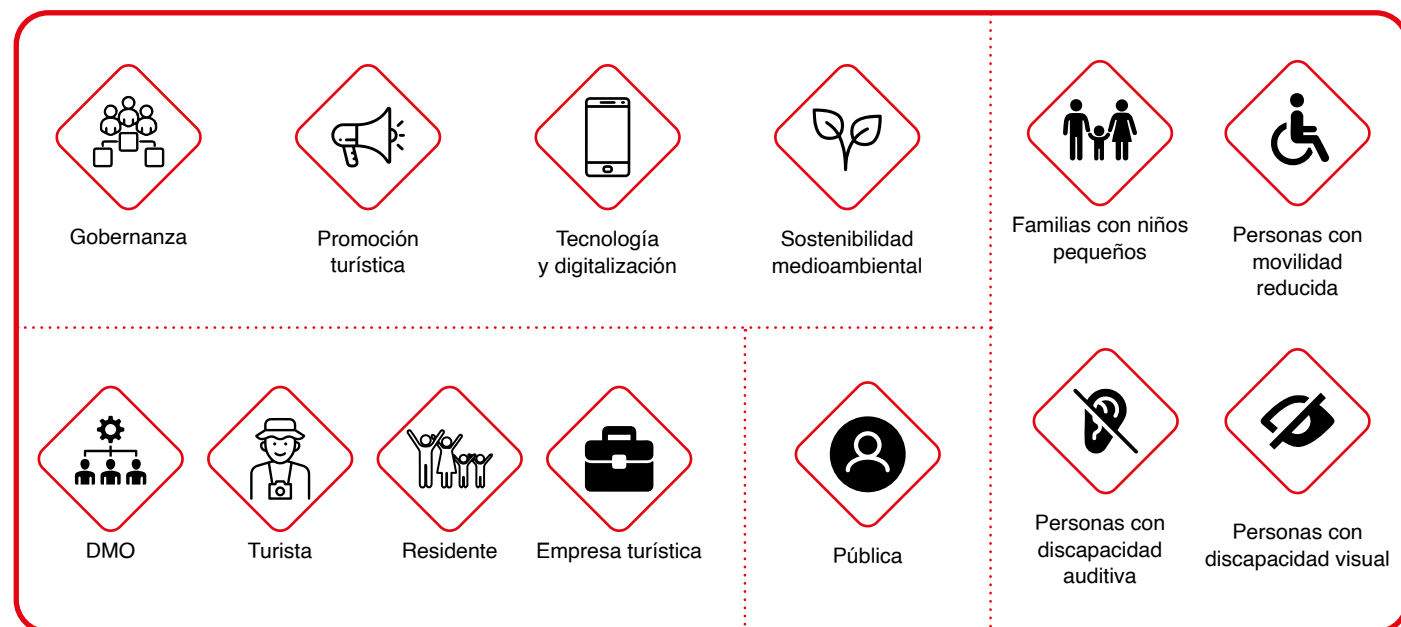 Gobernanza
Promoción
turística
Tecnología
y digitalización
Sostenibilidad
medioambiental
Familias con niños
pequeños
Personas con
movilidad
reducida
DMO
Turista
Residente
Empresa turística
Pública
Personas con
discapacidad
auditiva
Personas con
discapacidad visual